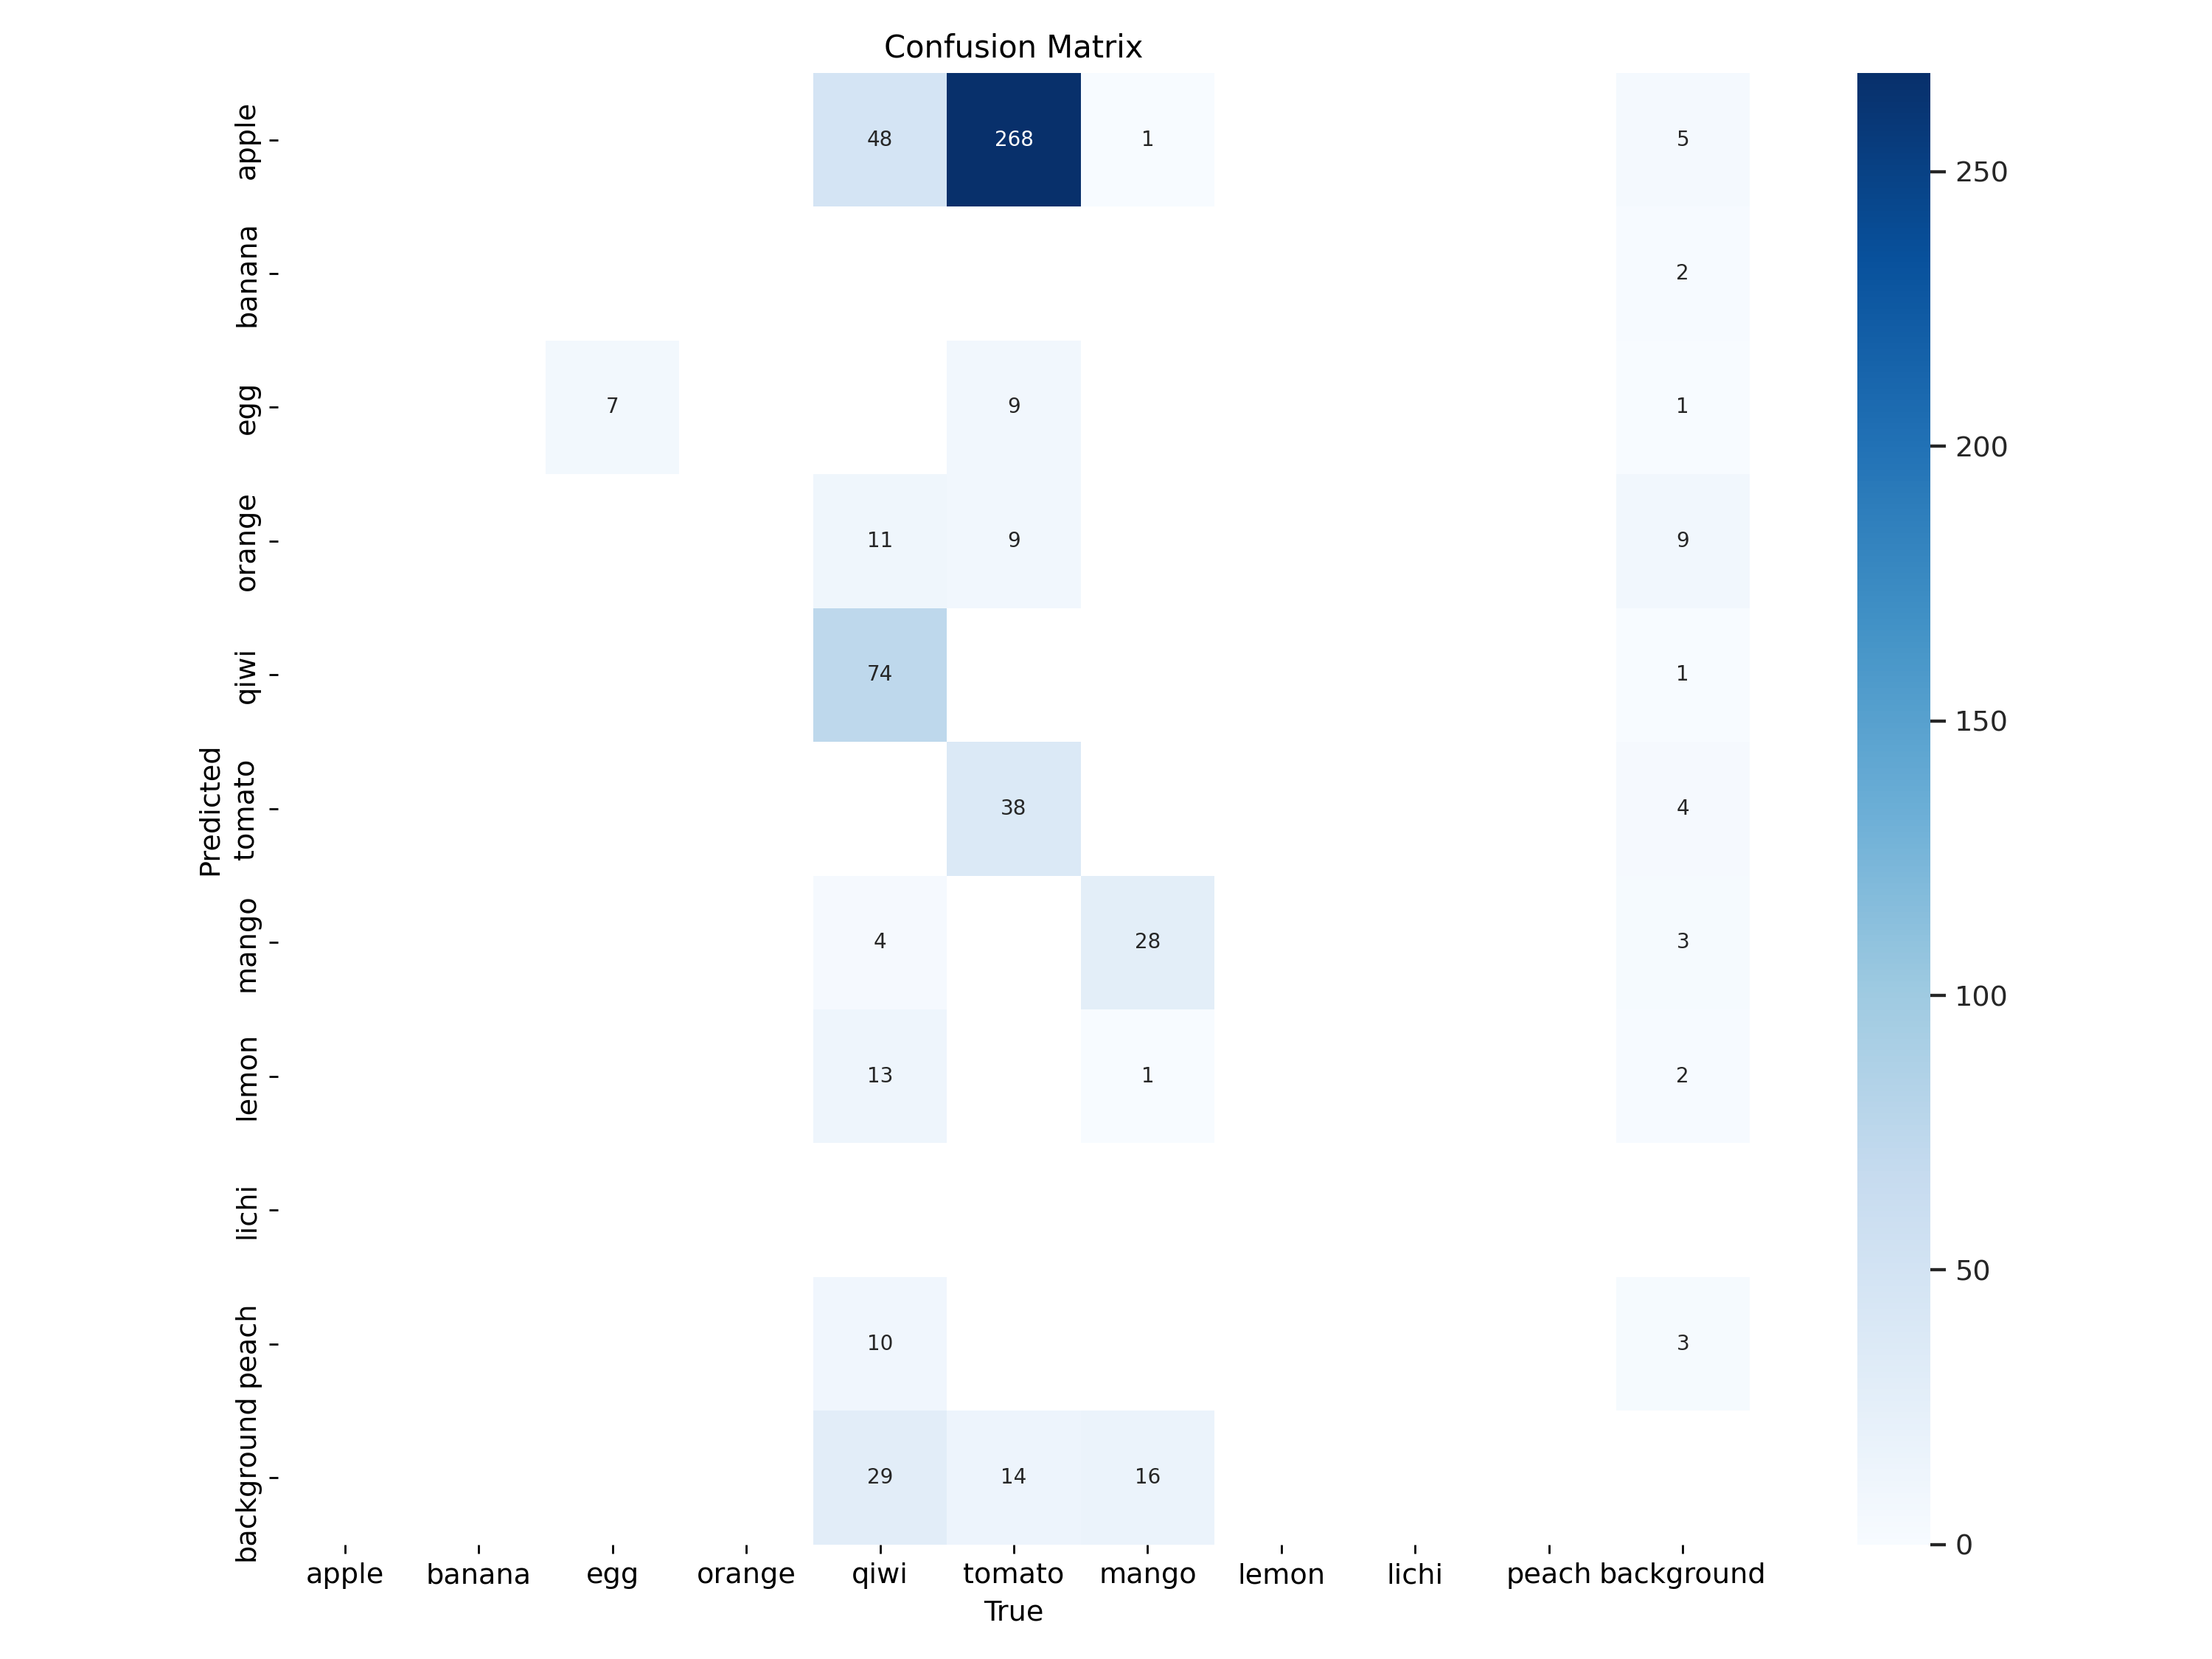 Confusion Matrix
apple 48 268 1 5
banana 2
egg 7 9 1
orange 11 9 9
qiwi 74 1
tomato 38 4
mango 4 28 3
lemon 13 1 2
lichi
peach 10 3
background 29 14 16
Predicted
apple banana egg orange qiwi tomato mango lemon lichi peach background
True
250
200
150
100
50
0